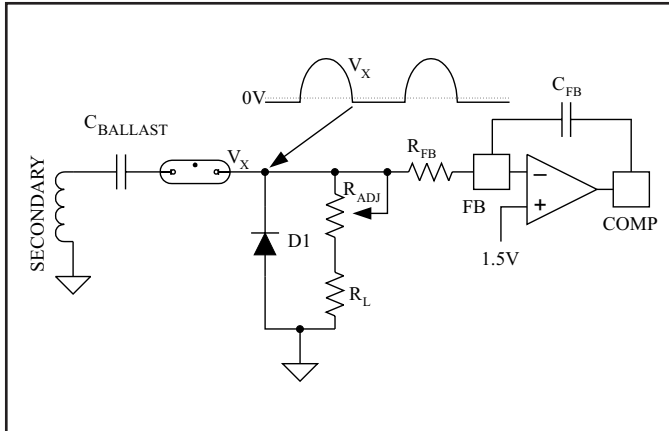 V_X
0V
C_FB
C_BALLAST
V_X
R_FB
SECONDARY
R_ADJ
FB
−
+
COMP
D1
1.5V
R_L